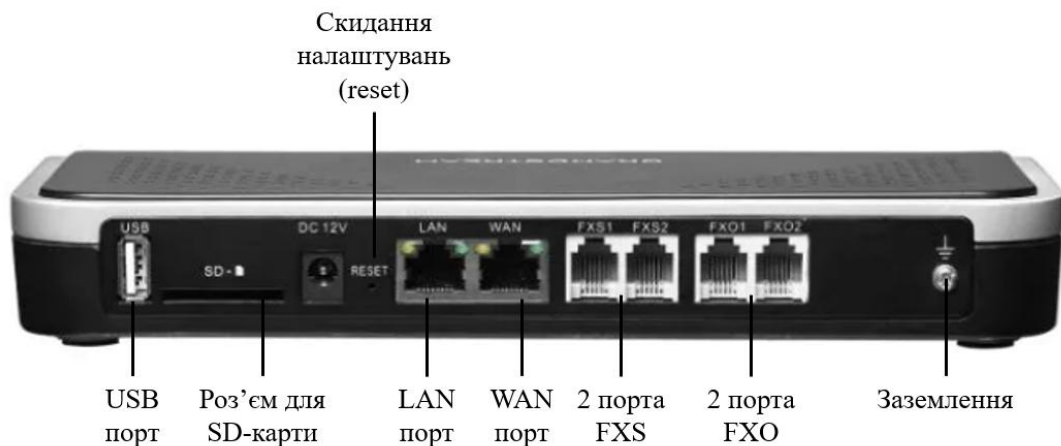 Скидання
налаштувань
(reset)
GRANDSTREAM
USB
SD-
DC 12V
RESET
LAN
WAN
FXS1 FXS2
FXO1 FXO2
USB
порт
Роз’єм для
SD-карти
LAN
порт
WAN
порт
2 порта
FXS
2 порта
FXO
Заземлення